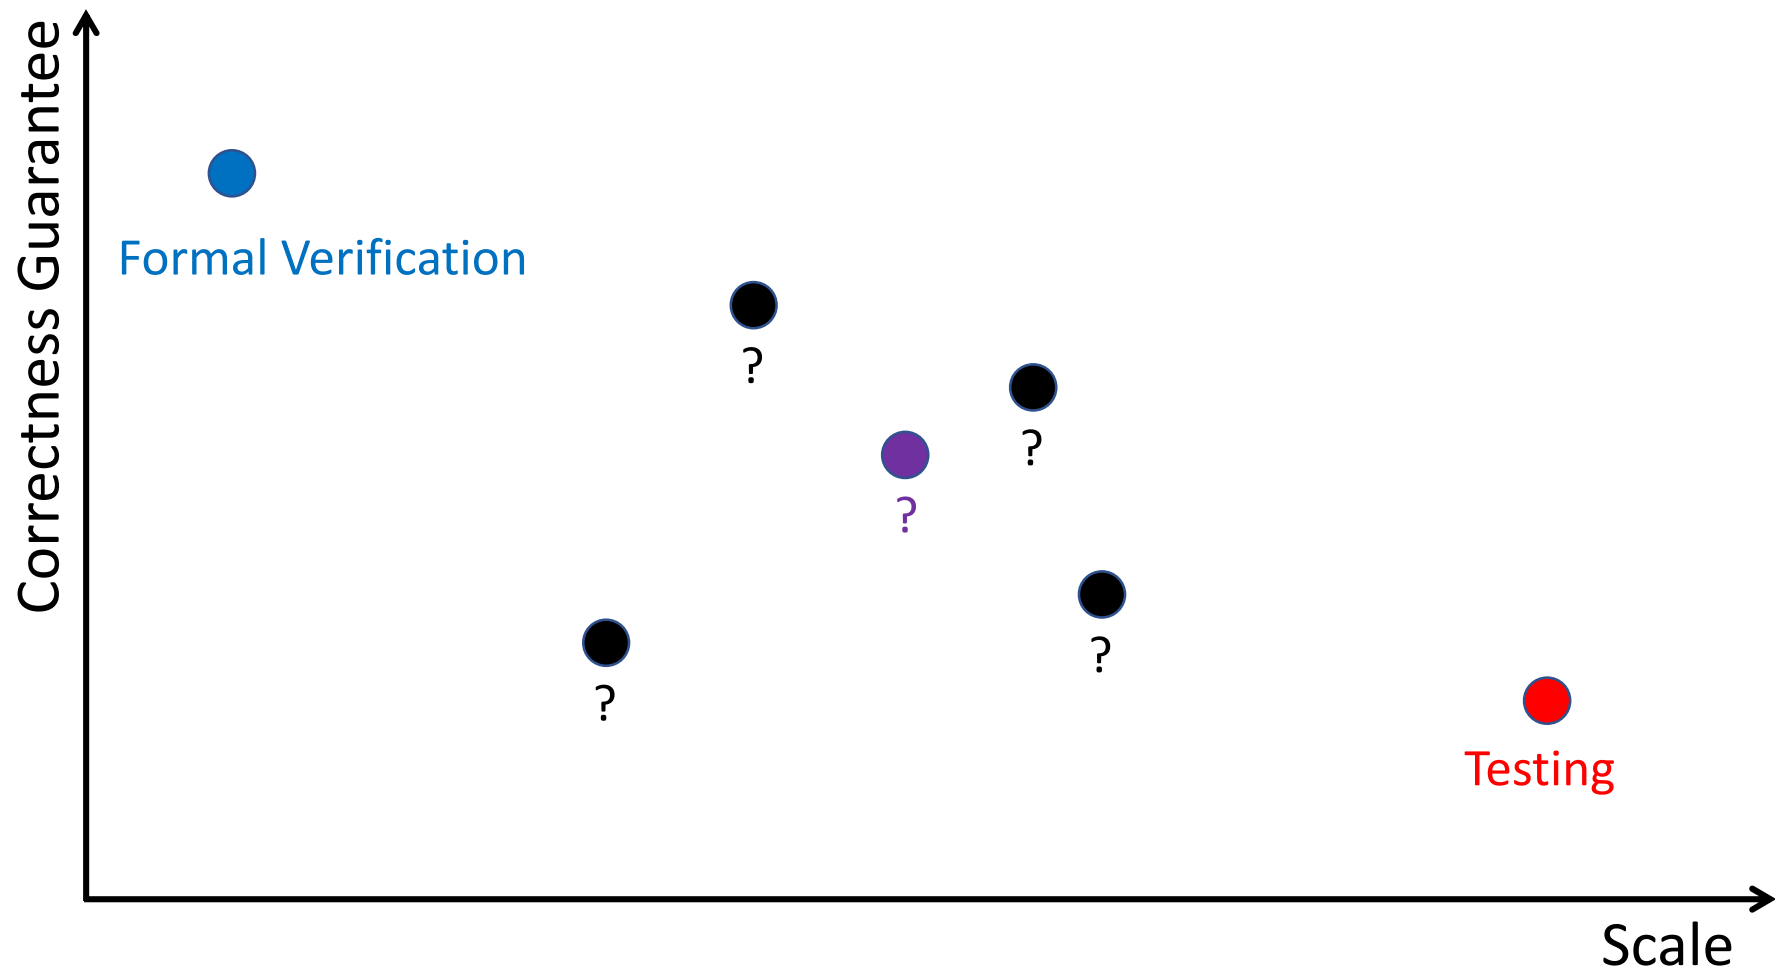 Correctness Guarantee
Formal Verification
?
?
?
?
?
Testing
Scale